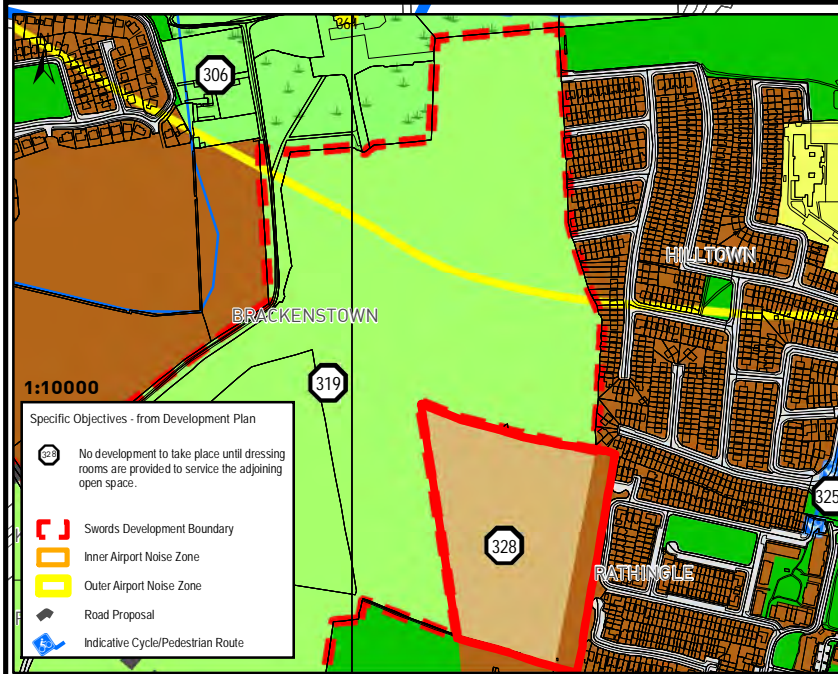 364
306
HILLTOWN
BRACKENSTOWN
319
1:10000
Specific Objectives - from Development Plan
328 No development to take place until dressing
rooms are provided to service the adjoining
open space.
325
Swords Development Boundary
328
Inner Airport Noise Zone
RATHINGLE
Outer Airport Noise Zone
Road Proposal
Indicative Cycle/Pedestrian Route